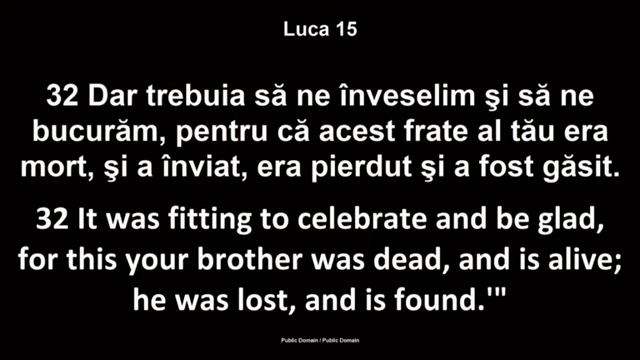 Luca 15
32 Dar trebuia să ne înveselim şi să ne
bucurăm, pentru că acest frate al tău era
mort, şi a înviat, era pierdut şi a fost găsit.
32 It was fitting to celebrate and be glad,
for this your brother was dead, and is alive;
he was lost, and is found.'"
Public Domain / Public Domain